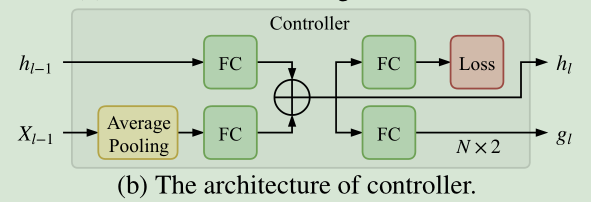 Controller
h_{l-1} FC FC Loss h_l
X_{l-1} Average Pooling FC FC N × 2 g_l
(b) The architecture of controller.